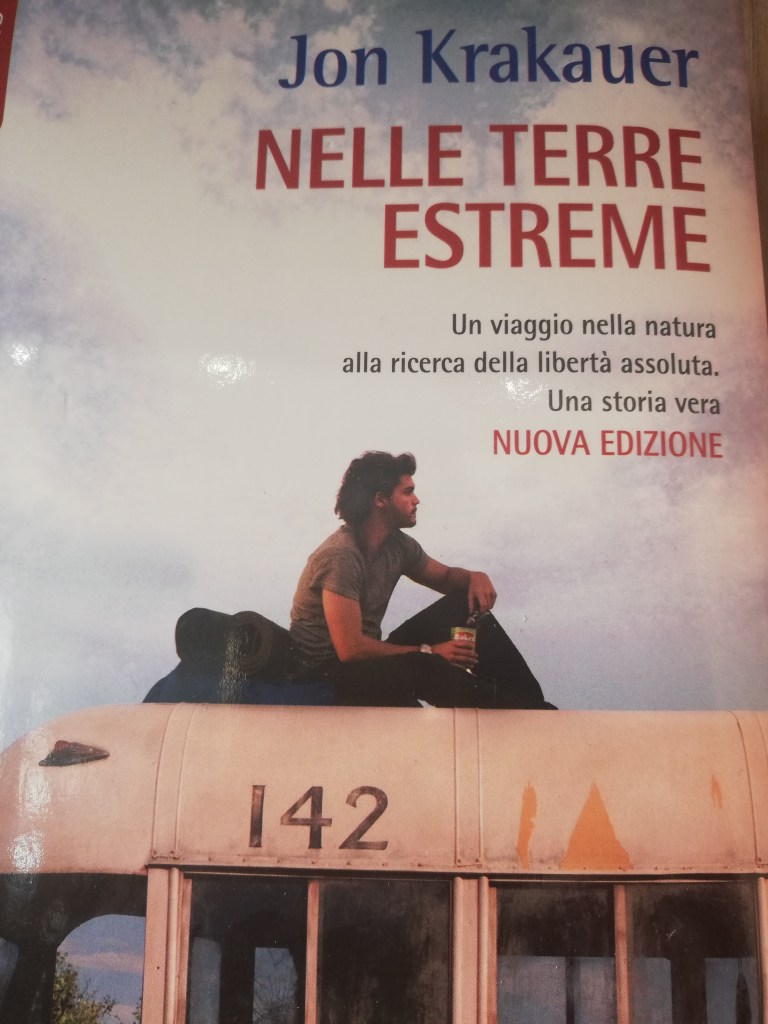 Jon Krakauer
NELLE TERRE
ESTREME
Un viaggio nella natura
alla ricerca della libertà assoluta.
Una storia vera
NUOVA EDIZIONE
142